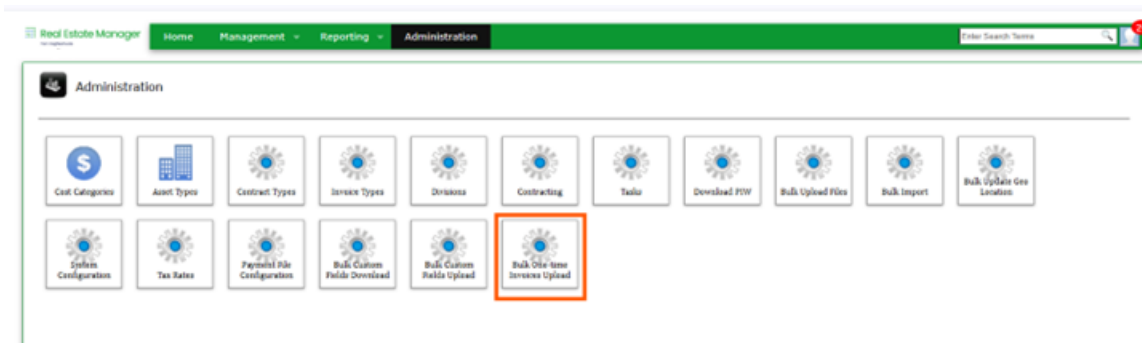 Real Estate Manager
Home
Management
Reporting
Administration
Enter Search Terms
2
Administration
Cost Categories
Asset Types
Contract Types
Invoice Types
Divisions
Contracting
Tasks
Download PIW
Bulk Upload Files
Bulk Import
Bulk Update Geo
Location
System
Configuration
Tax Rates
Payment File
Configuration
Bulk Custom
Fields Download
Bulk Custom
Fields Upload
Bulk One-time
Invoices Upload